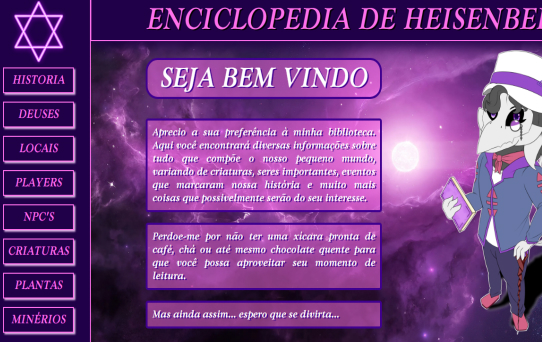 ENCICLOPEDIA DE HEISENBE
HISTORIA
DEUSES
LOCAIS
PLAYERS
NPC'S
CRIATURAS
PLANTAS
MINÉRIOS
SEJA BEM VINDO
Aprecio a sua preferência à minha biblioteca.
Aqui você encontrará diversas informações sobre
tudo que compõe o nosso pequeno mundo,
variando de criaturas, seres importantes, eventos
que marcaram nossa história e muito mais
coisas que possivelmente serão do seu interesse.
Perdoe-me por não ter uma xícara pronta de
café, chá ou até mesmo chocolate quente para
que você possa aproveitar seu momento de
leitura.
Mas ainda assim... espero que se divirta...